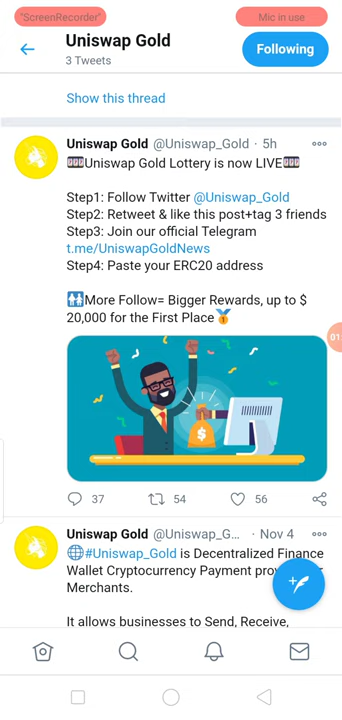 "ScreenRecorder"
Mic in use
Uniswap Gold
3 Tweets
Following
Show this thread
Uniswap Gold @Uniswap_Gold · 5h
🎰Uniswap Gold Lottery is now LIVE🎰
Step1: Follow Twitter @Uniswap_Gold
Step2: Retweet & like this post+tag 3 friends
Step3: Join our official Telegram
t.me/UniswapGoldNews
Step4: Paste your ERC20 address
🚻More Follow= Bigger Rewards, up to $
20,000 for the First Place🥇
01
$
37
54
56
Uniswap Gold @Uniswap_G... · Nov 4
🌐#Uniswap_Gold is Decentralized Finance
Wallet Cryptocurrency Payment
Merchants.
It allows businesses to Send, Receive,